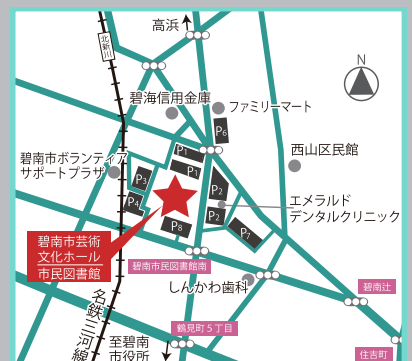 高浜
北新川
N
碧海信用金庫
ファミリーマート
P6
P1
P1
西山区民館
碧南市ボランティア
サポートプラザ
P3
P2
P4
エメラルド
デンタルクリニック
P2
P8
P7
碧南市芸術
文化ホール
市民図書館
碧南市民図書館南
しんかわ歯科
碧南辻
名鉄三河線
鶴見町5丁目
至碧南
市役所
住吉町